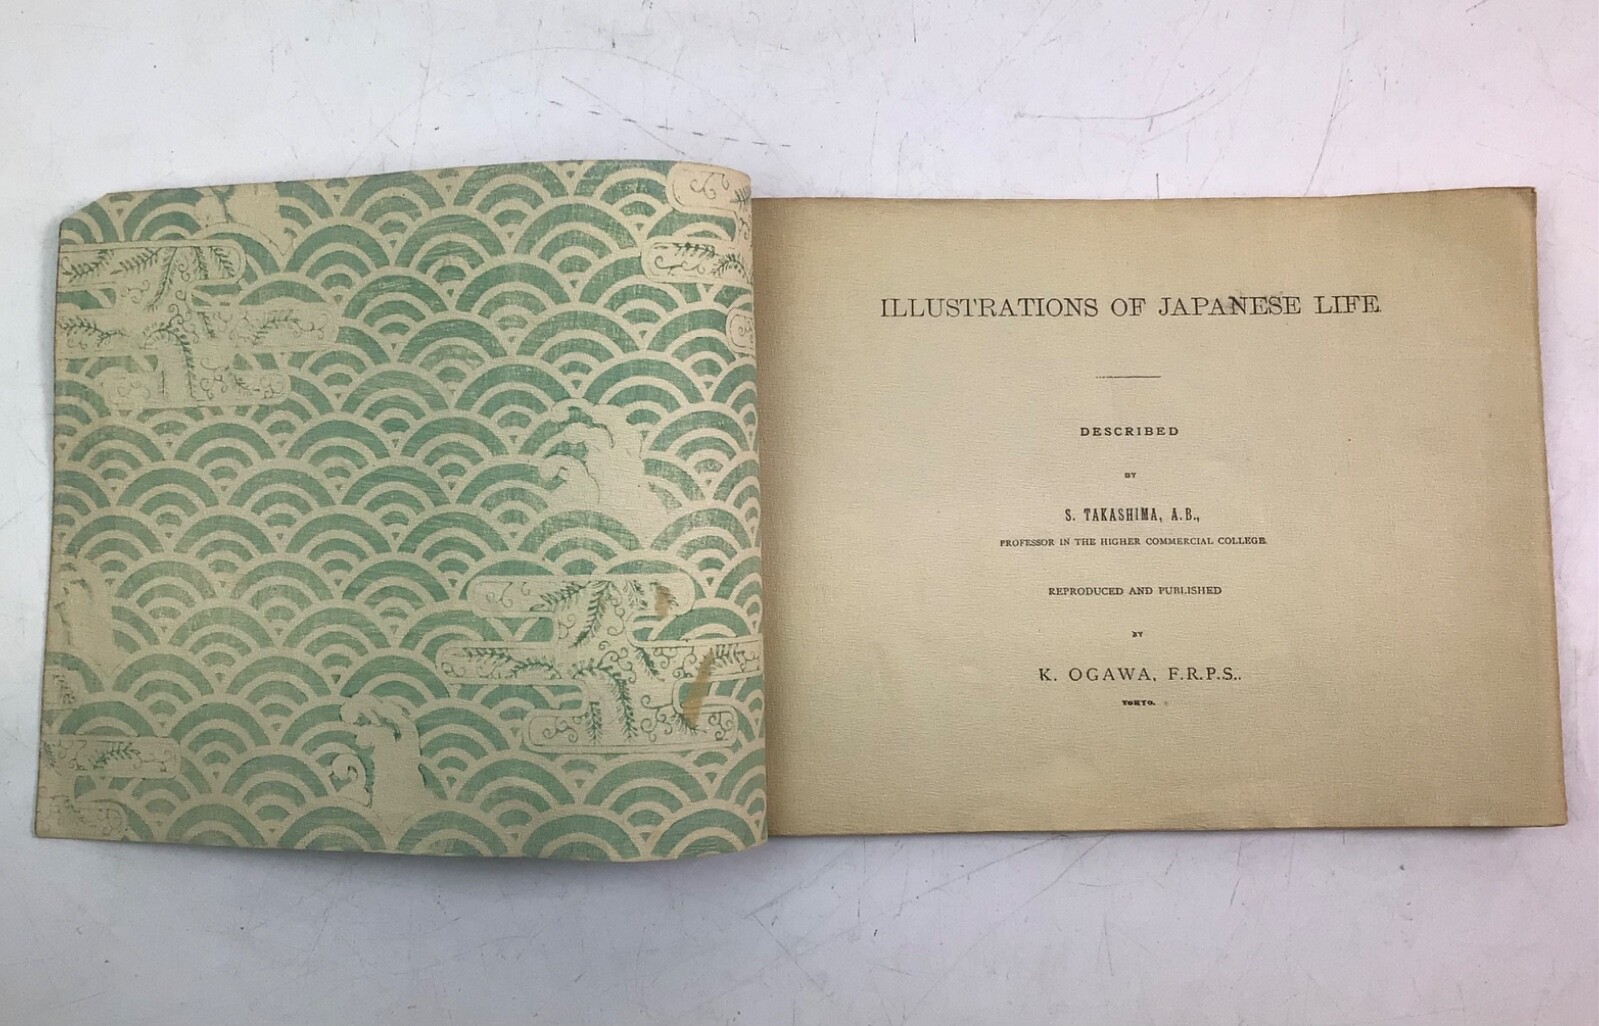 ILLUSTRATIONS OF JAPANESE LIFE.
DESCRIBED
BY
S. TAKASHIMA, A.B.,
PROFESSOR IN THE HIGHER COMMERCIAL COLLEGE.
REPRODUCED AND PUBLISHED
BY
K. OGAWA, F.R.P.S..
TOKYO.